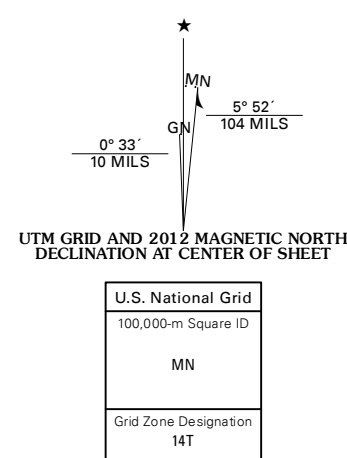 ★
MN
GN
5° 52´
104 MILS
0° 33´
10 MILS
UTM GRID AND 2012 MAGNETIC NORTH
DECLINATION AT CENTER OF SHEET
U.S. National Grid
100,000-m Square ID
MN
Grid Zone Designation
14T